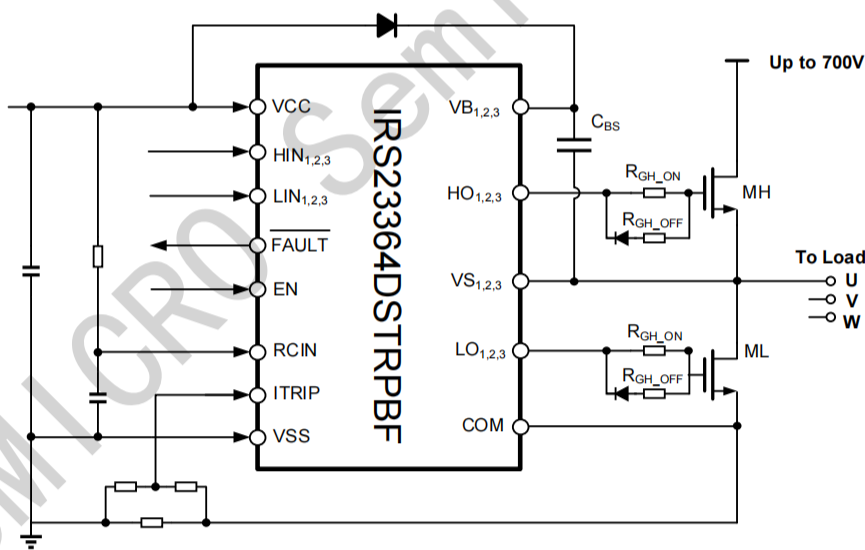 Up to 700V
VCC
VB1,2,3
CBS
HIN1,2,3
RGH_ON
LIN1,2,3
HO1,2,3
MH
RGH_OFF
FAULT
IRS23364DSTRPBF
To Load
EN
VS1,2,3
U
V
W
RGH_ON
RCIN
LO1,2,3
ML
RGH_OFF
ITRIP
COM
VSS
MICRO Semi